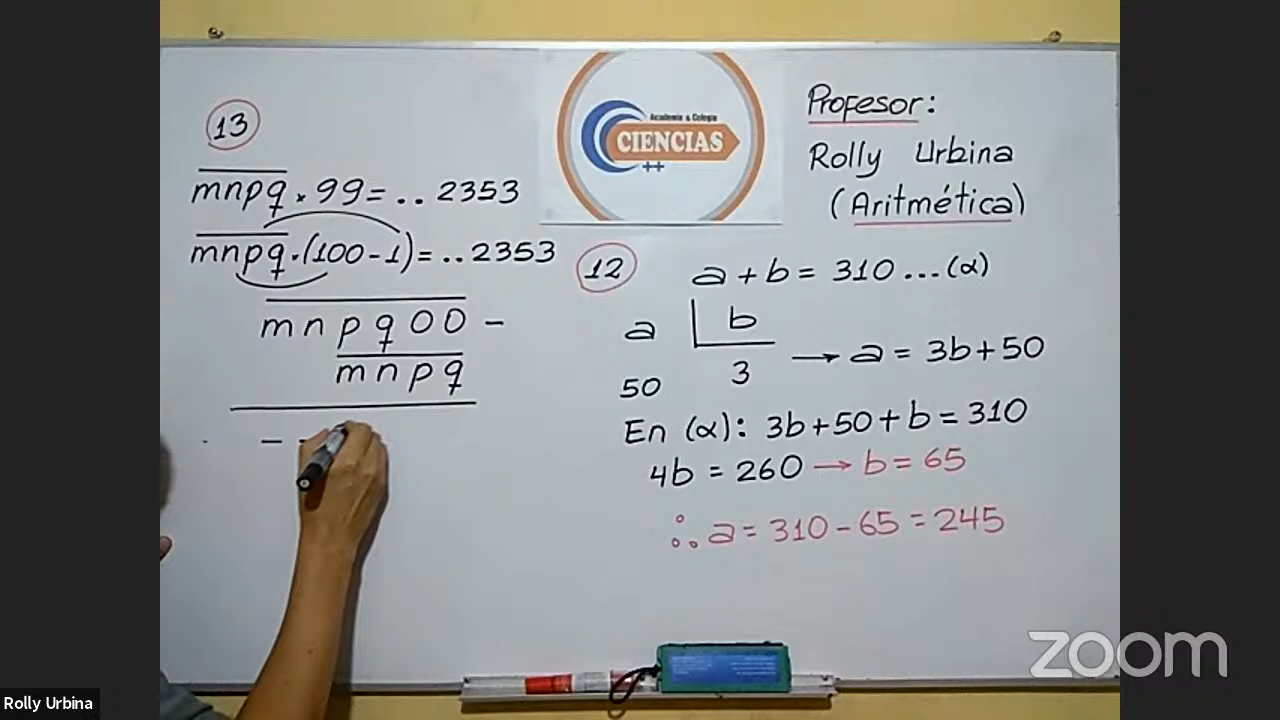 13
mnpq × 99 = .. 2353
mnpq · (100 - 1) = .. 2353
mnpq00 -
mnpq
Academia & Colegio
CIENCIAS
++
Profesor:
Rolly Urbina
(Aritmética)
12
a + b = 310 ... (α)
a b
50 3 → a = 3b + 50
En (α): 3b + 50 + b = 310
4b = 260 → b = 65
∴ a = 310 - 65 = 245
zoom
Rolly Urbina